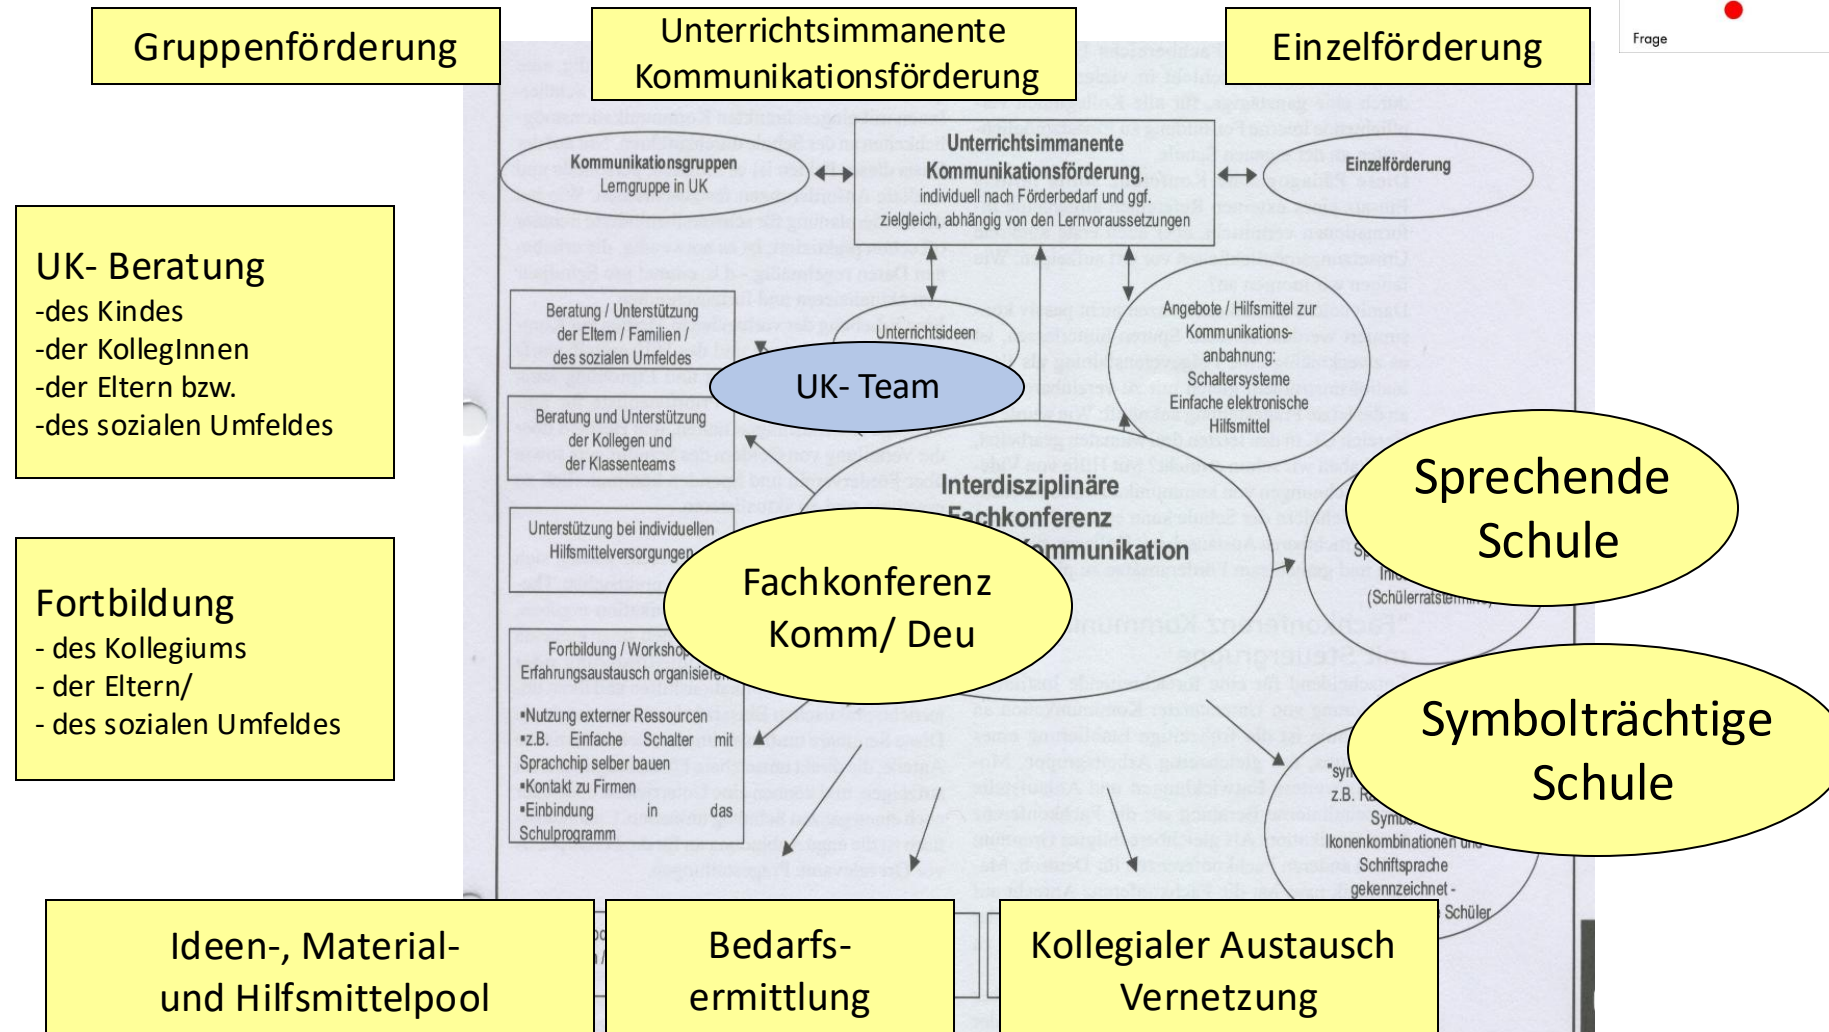 Gruppenförderung
Unterrichtsimmanente
Kommunikationsförderung
Einzelförderung
Frage
Kommunikationsgruppen
Lerngruppe in UK
Unterrichtsimmanente
Kommunikationsförderung,
individuell nach Förderbedarf und ggf.
zielgleich, abhängig von den Lernvoraussetzungen
Einzelförderung
UK- Beratung
-des Kindes
-der KollegInnen
-der Eltern bzw.
-des sozialen Umfeldes
Beratung / Unterstützung
der Eltern / Familien /
des sozialen Umfeldes
Unterrichtsideen
Angebote / Hilfsmittel zur
Kommunikations-
anbahnung:
Schaltersysteme
Einfache elektronische
Hilfsmittel
UK- Team
Beratung und Unterstützung
der Kollegen und
der Klassenteams
Interdisziplinäre
Fachkonferenz
Kommunikation
Sprechende
Schule
Unterstützung bei individuellen
Hilfsmittelversorgungen
Fachkonferenz
Komm/ Deu
(Schülerratstermine)
Fortbildung
- des Kollegiums
- der Eltern/
- des sozialen Umfeldes
Fortbildung / Workshop
Erfahrungsaustausch organisieren
▪Nutzung externer Ressourcen
▪z.B. Einfache Schalter mit
Sprachchip selber bauen
▪Kontakt zu Firmen
▪Einbindung in das
Schulprogramm
Symbolträchtige
Schule
z.B.
Ikonenkombinationen und
Schriftsprache
gekennzeichnet -
Schüler
Ideen-, Material-
und Hilfsmittelpool
Bedarfs-
ermittlung
Kollegialer Austausch
Vernetzung